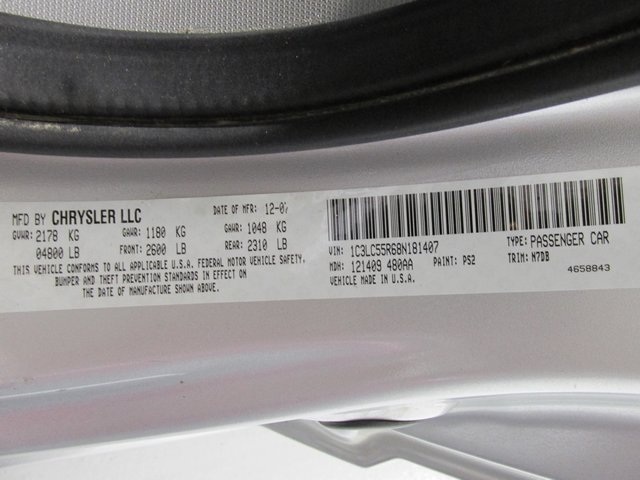 MFD BY CHRYSLER LLC DATE OF MFR: 12-07
GVWR: 2178 KG GAWR: 1180 KG GAWR: 1048 KG
04800 LB FRONT: 2600 LB REAR: 2310 LB
THIS VEHICLE CONFORMS TO ALL APPLICABLE U.S.A. FEDERAL MOTOR VEHICLE SAFETY,
BUMPER AND THEFT PREVENTION STANDARDS IN EFFECT ON
THE DATE OF MANUFACTURE SHOWN ABOVE.
VIN: 1C3LC55R68N181407 TYPE: PASSENGER CAR
MDH: 121409 480AA PAINT: PS2 TRIM: N7DB
VEHICLE MADE IN U.S.A. 4658843